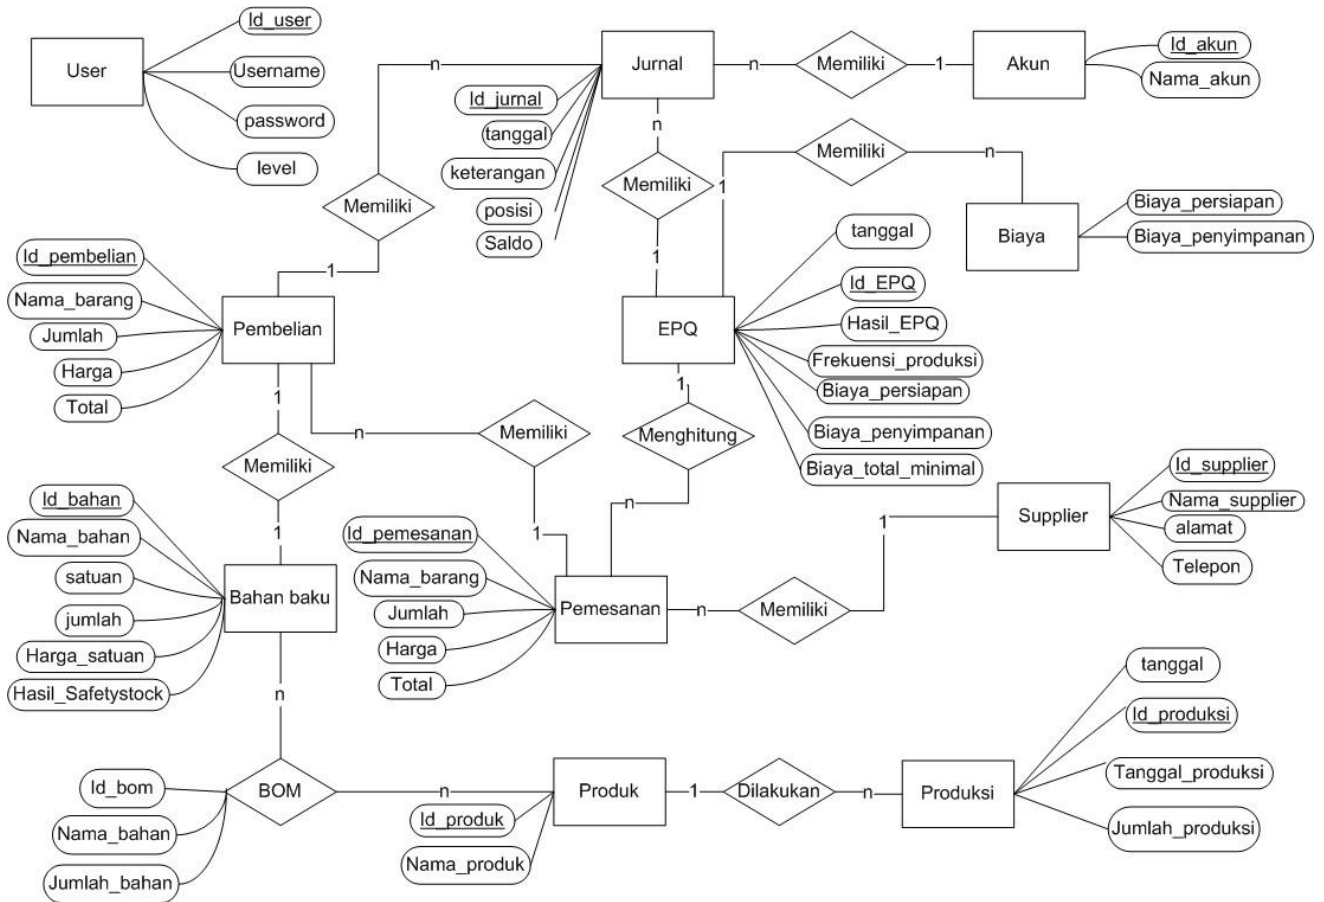 Id_user
User
Username
password
level
n
Jurnal
n
Memiliki
1
Akun
Id_akun
Nama_akun
Id_jurnal
tanggal
keterangan
posisi
Saldo
n
Memiliki
1
Memiliki
n
1
Memiliki
1
Biaya
Biaya_persiapan
Biaya_penyimpanan
Id_pembelian
Nama_barang
Jumlah
Harga
Total
Pembelian
EPQ
tanggal
Id_EPQ
Hasil_EPQ
Frekuensi_produksi
Biaya_persiapan
Biaya_penyimpanan
Biaya_total_minimal
1
n
Memiliki
1
1
Menghitung
n
Memiliki
1
Id_bahan
Nama_bahan
satuan
jumlah
Harga_satuan
Hasil_Safetystock
Bahan baku
Id_pemesanan
Nama_barang
Jumlah
Harga
Total
Pemesanan
n
Memiliki
1
Supplier
Id_supplier
Nama_supplier
alamat
Telepon
n
Id_bom
Nama_bahan
Jumlah_bahan
BOM
n
Id_produk
Nama_produk
Produk
1
Dilakukan
n
Produksi
tanggal
Id_produksi
Tanggal_produksi
Jumlah_produksi